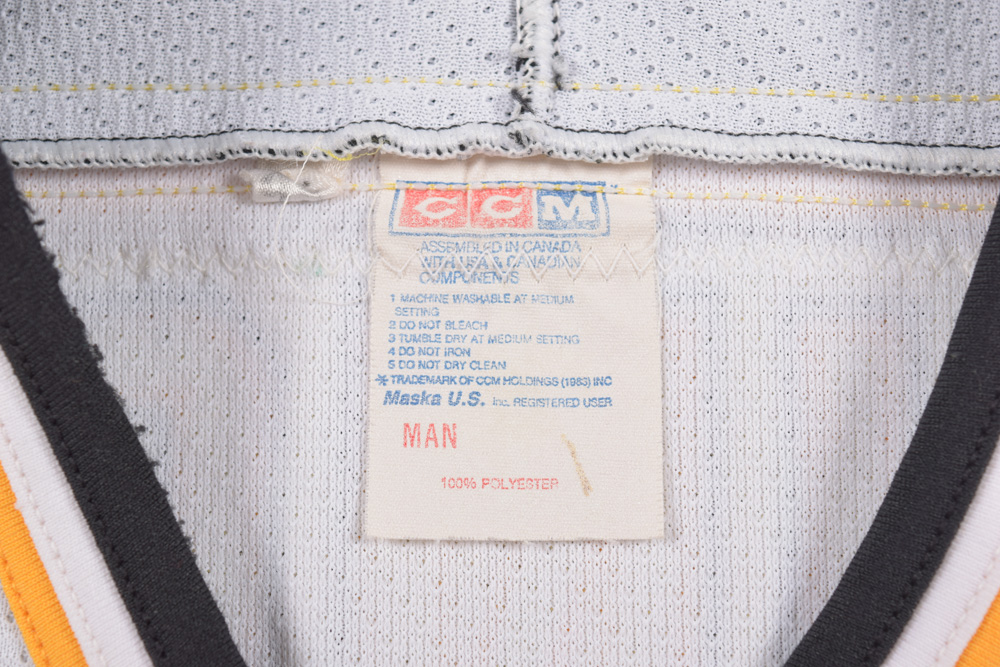 CCM
ASSEMBLED IN CANADA
WITH USA & CANADIAN
COMPONENTS
1 MACHINE WASHABLE AT MEDIUM
SETTING
2 DO NOT BLEACH
3 TUMBLE DRY AT MEDIUM SETTING
4 DO NOT IRON
5 DO NOT DRY CLEAN
* TRADEMARK OF CCM HOLDINGS (1983) INC
Maska U.S. Inc. REGISTERED USER
MAN
100% POLYESTER